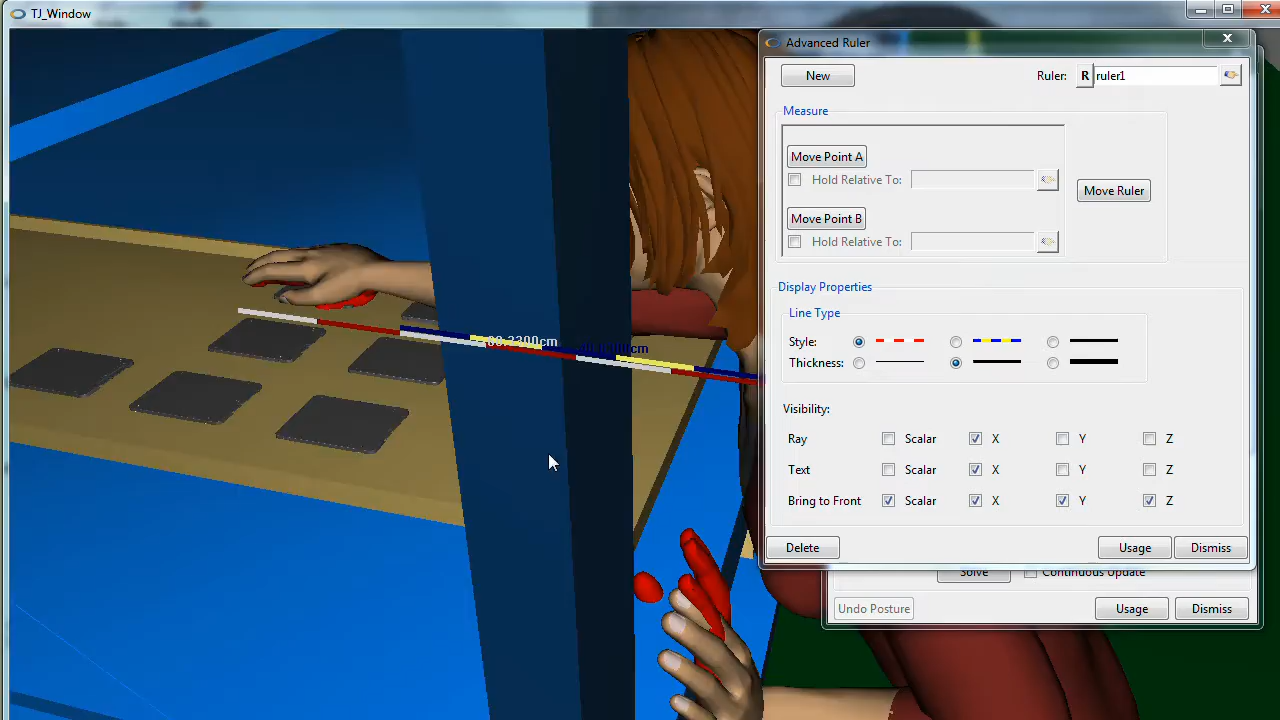 TJ_Window
Advanced Ruler
New
Ruler: R ruler1
Measure
Move Point A
Hold Relative To:
Move Ruler
Move Point B
Hold Relative To:
Display Properties
Line Type
Style:
Thickness:
Visibility:
Ray Scalar X Y Z
Text Scalar X Y Z
Bring to Front Scalar X Y Z
Delete Usage Dismiss
Solve Continuous Update
Undo Posture Usage Dismiss